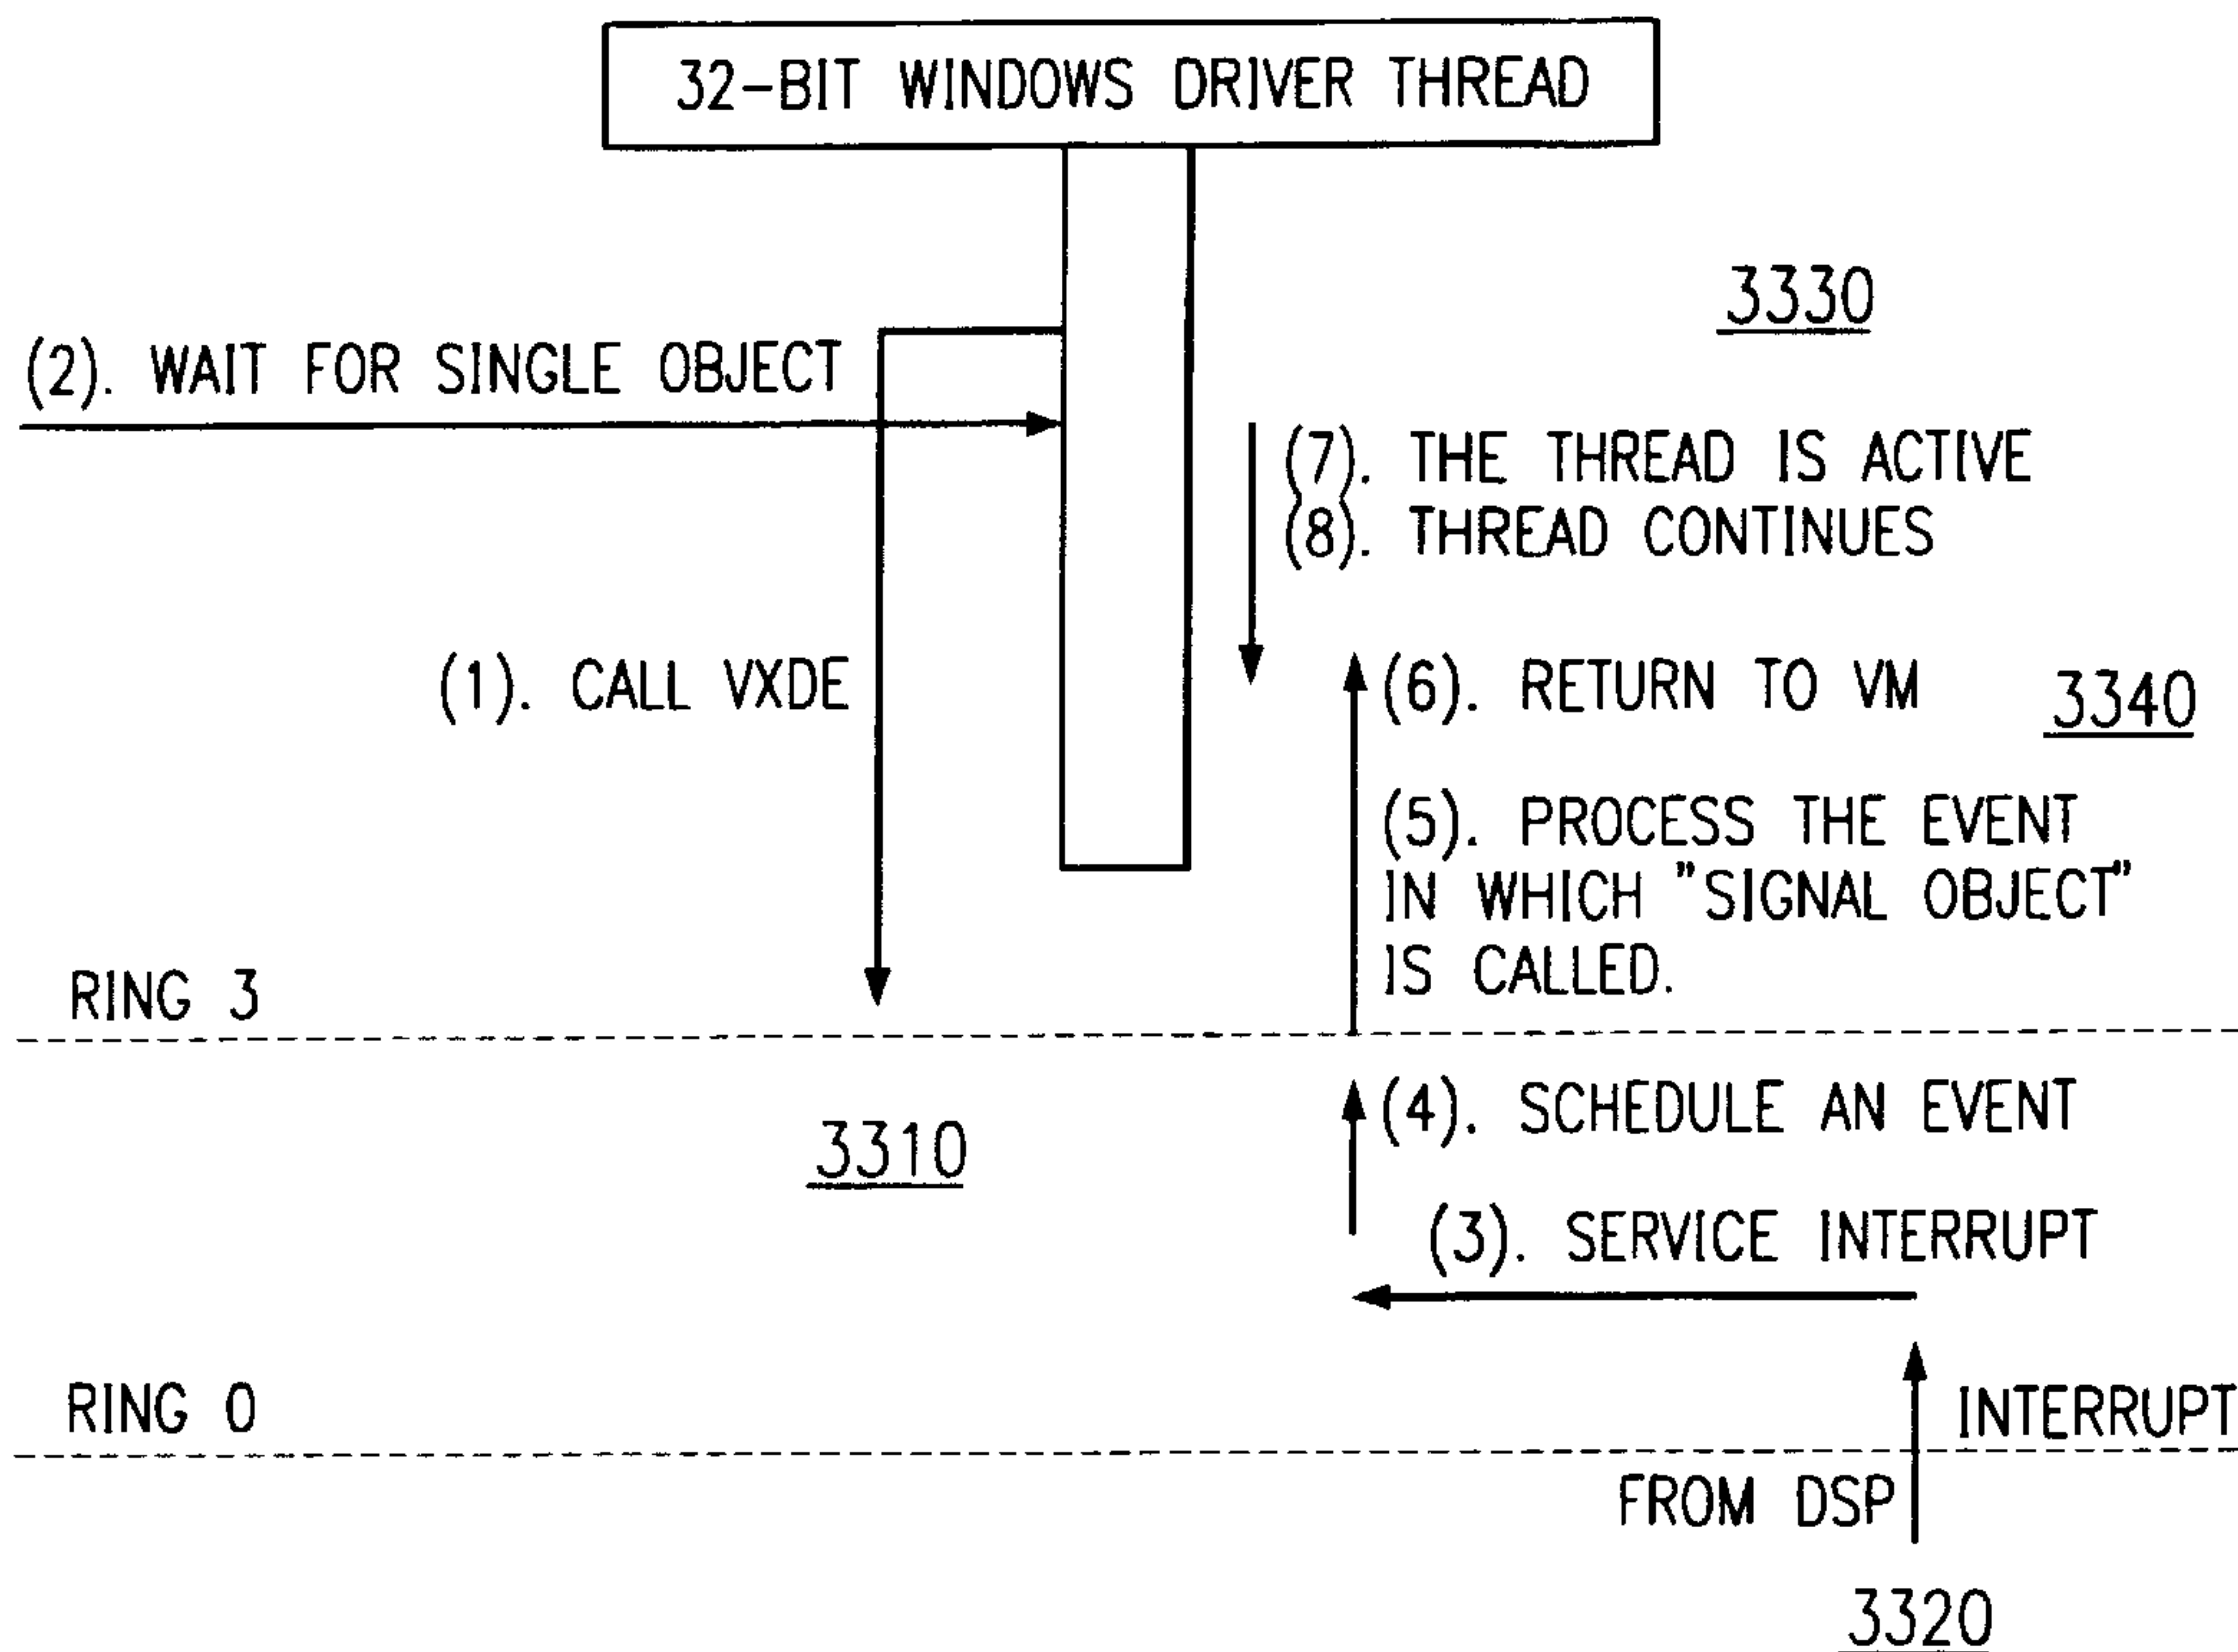 32-BIT WINDOWS DRIVER THREAD
3330
(2). WAIT FOR SINGLE OBJECT
(7). THE THREAD IS ACTIVE
(8). THREAD CONTINUES
(1). CALL VXDE
(6). RETURN TO VM
3340
(5). PROCESS THE EVENT
IN WHICH "SIGNAL OBJECT"
IS CALLED.
RING 3
(4). SCHEDULE AN EVENT
3310
(3). SERVICE INTERRUPT
RING 0
INTERRUPT
FROM DSP
3320